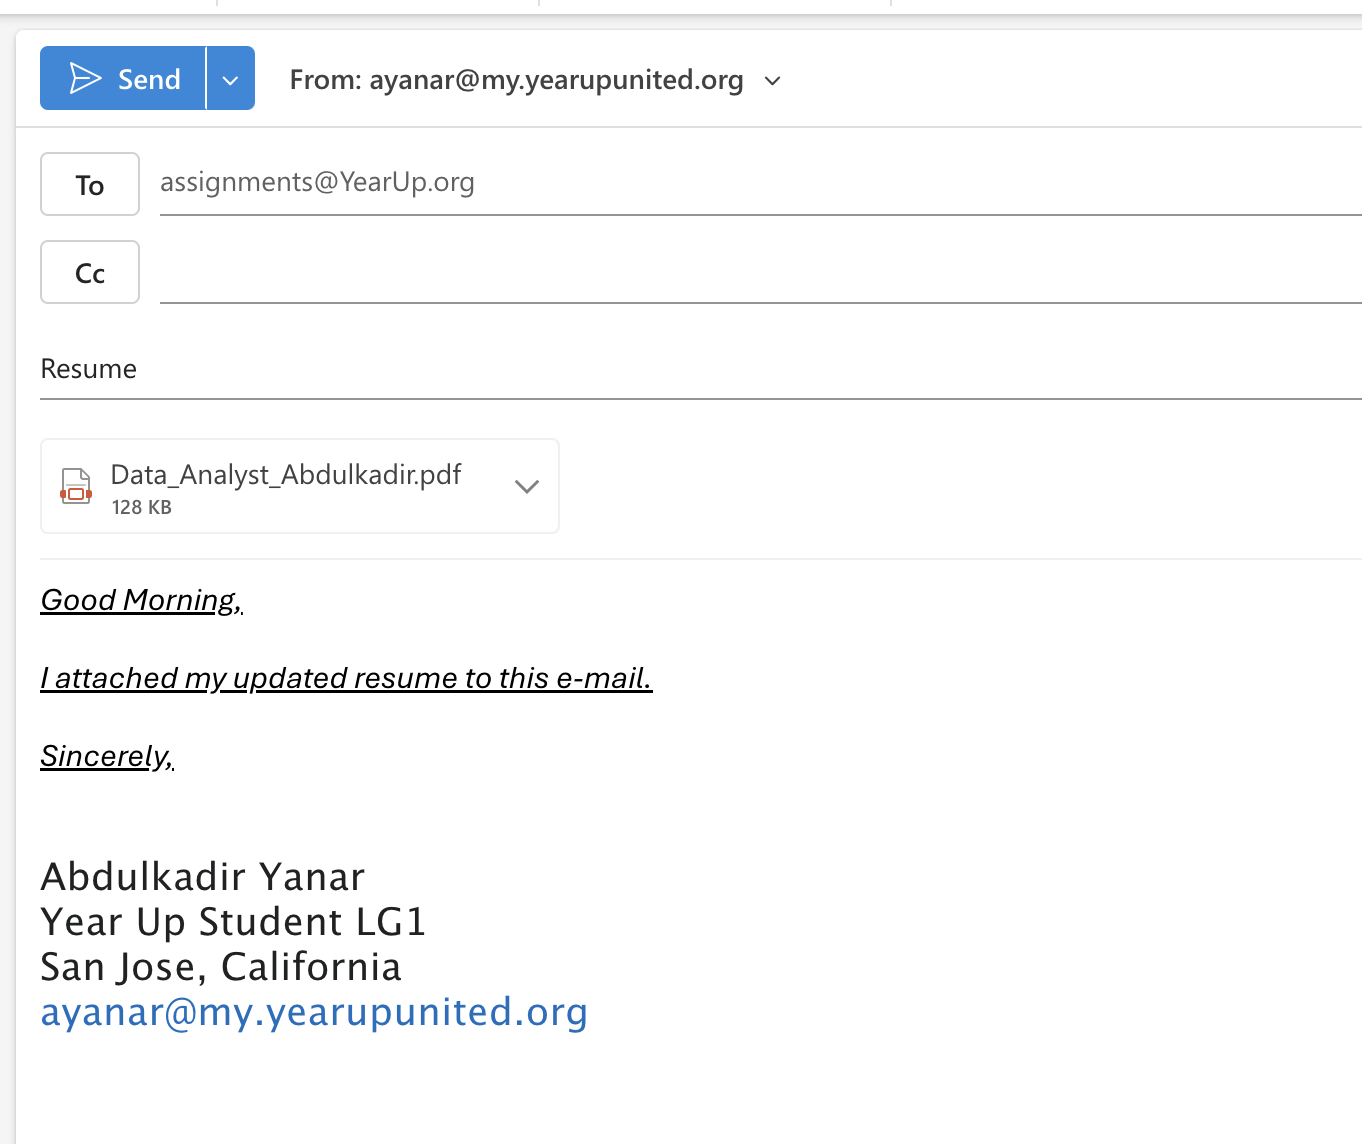 Send
From: ayanar@my.yearupunited.org
To
assignments@YearUp.org
Cc
Resume
Data_Analyst_Abdulkadir.pdf
128 KB
Good Morning,
I attached my updated resume to this e-mail.
Sincerely,
Abdulkadir Yanar
Year Up Student LG1
San Jose, California
ayanar@my.yearupunited.org